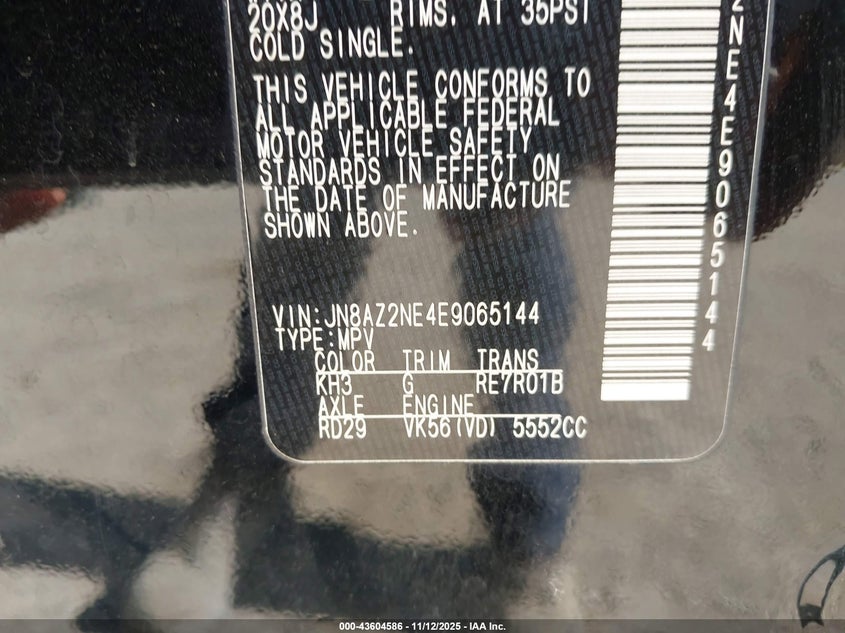 20X8J RIMS. AT 35PSI
COLD SINGLE.
THIS VEHICLE CONFORMS TO
ALL APPLICABLE FEDERAL
MOTOR VEHICLE SAFETY
STANDARDS IN EFFECT ON
THE DATE OF MANUFACTURE
SHOWN ABOVE.
VIN:JN8AZ2NE4E9065144
TYPE:MPV
COLOR TRIM TRANS
KH3 G RE7R01B
AXLE ENGINE
RD29 VK56(VD) 5552CC
2NE4E9065144
000-43604586 - 11/12/2025 - IAA Inc.